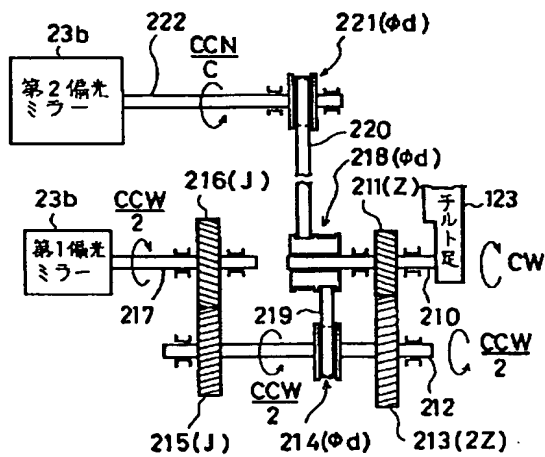 23b
222
CCN
C
221(Φd)
第2偏光
ミラー
220
218(Φd)
216(J)
211(Z)
123
23b
CCW
2
チルト足
第1偏光
ミラー
CW
217
219
210
CCW
2
CCW
2
212
215(J)
214(Φd)
213(2Z)